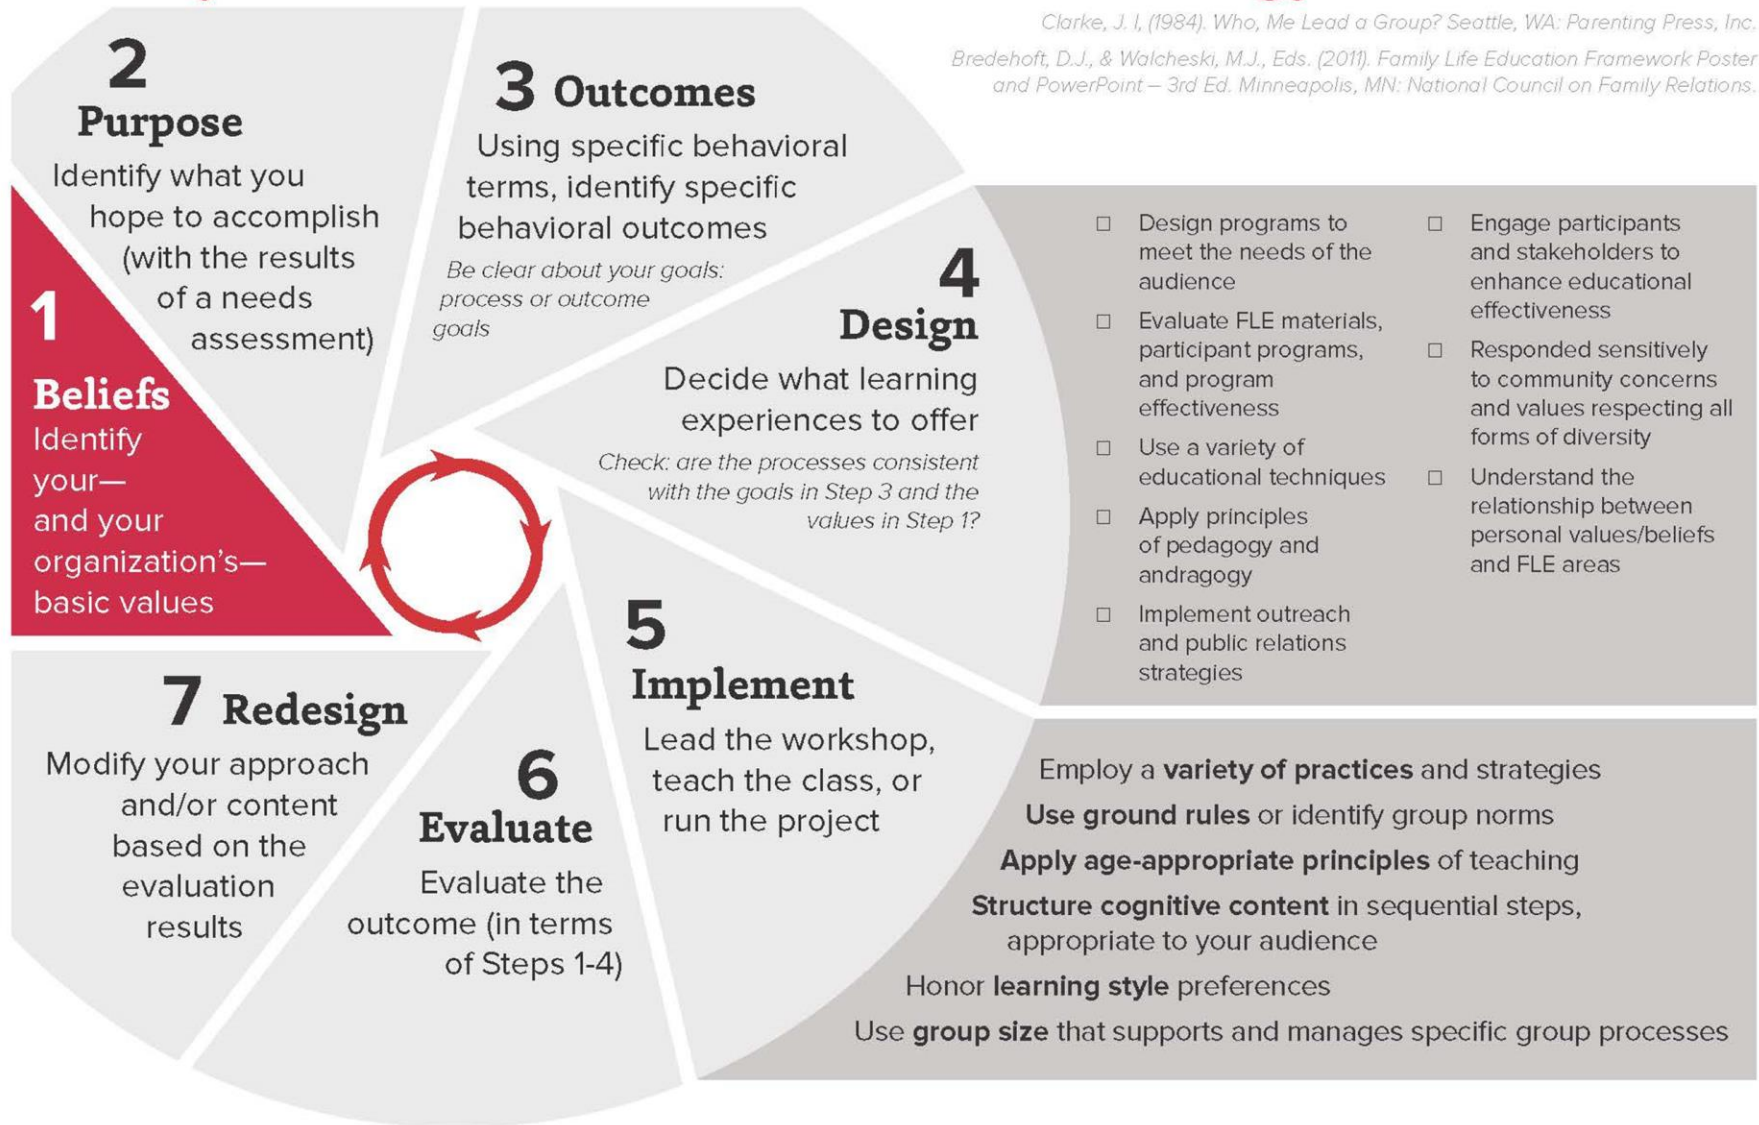 Clarke, J. I, (1984). Who, Me Lead a Group? Seattle, WA: Parenting Press, Inc.
Bredehoft, D.J., & Walcheski, M.J., Eds. (2011). Family Life Education Framework Poster
and PowerPoint – 3rd Ed. Minneapolis, MN: National Council on Family Relations.
1
Beliefs
Identify
your—
and your
organization's—
basic values
2
Purpose
Identify what you
hope to accomplish
(with the results
of a needs
assessment)
3 Outcomes
Using specific behavioral
terms, identify specific
behavioral outcomes
Be clear about your goals:
process or outcome
goals
4
Design
Decide what learning
experiences to offer
Check: are the processes consistent
with the goals in Step 3 and the
values in Step 1?
☐ Design programs to
meet the needs of the
audience
☐ Evaluate FLE materials,
participant programs,
and program
effectiveness
☐ Use a variety of
educational techniques
☐ Apply principles
of pedagogy and
andragogy
☐ Implement outreach
and public relations
strategies
☐ Engage participants
and stakeholders to
enhance educational
effectiveness
☐ Responded sensitively
to community concerns
and values respecting all
forms of diversity
☐ Understand the
relationship between
personal values/beliefs
and FLE areas
5
Implement
Lead the workshop,
teach the class, or
run the project
Employ a variety of practices and strategies
Use ground rules or identify group norms
Apply age-appropriate principles of teaching
Structure cognitive content in sequential steps,
appropriate to your audience
Honor learning style preferences
Use group size that supports and manages specific group processes
6
Evaluate
Evaluate the
outcome (in terms
of Steps 1-4)
7 Redesign
Modify your approach
and/or content
based on the
evaluation
results